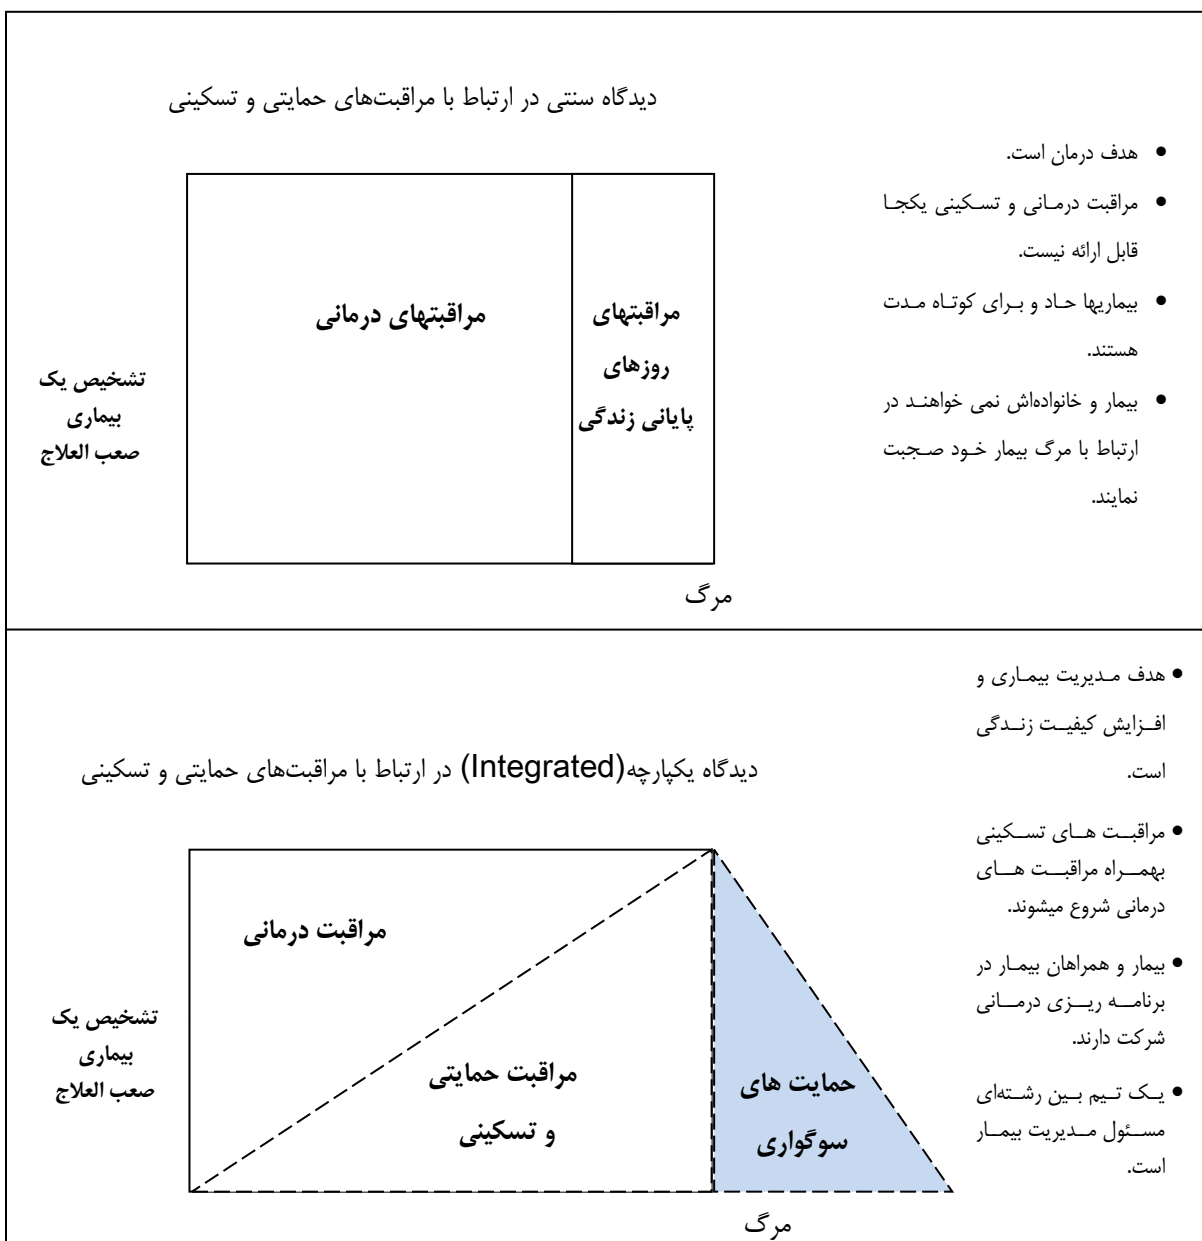 دیدگاه سنتی در ارتباط با مراقبت‌های حمایتی و تسکینی
• هدف درمان است.
• مراقبت درمانی و تسکینی یکجا
قابل ارائه نیست.
• بیماریها حاد و برای کوتاه مدت
هستند.
• بیمار و خانواده‌اش نمی خواهند در
ارتباط با مرگ بیمار خود صجبت
نمایند.
مراقبتهای
روزهای
پایانی زندگی
مراقبتهای درمانی
تشخیص یک
بیماری
صعب العلاج
مرگ
• هدف مدیریت بیماری و
افزایش کیفیت زندگی
است.
• مراقبت های تسکینی
بهمراه مراقبت های
درمانی شروع میشوند.
• بیمار و همراهان بیمار در
برنامه ریزی درمانی
شرکت دارند.
• یک تیم بین رشته‌ای
مسئول مدیریت بیمار
است.
دیدگاه یکپارچه(Integrated) در ارتباط با مراقبت‌های حمایتی و تسکینی
مراقبت درمانی
حمایت های
سوگواری
مراقبت حمایتی
و تسکینی
تشخیص یک
بیماری
صعب العلاج
مرگ